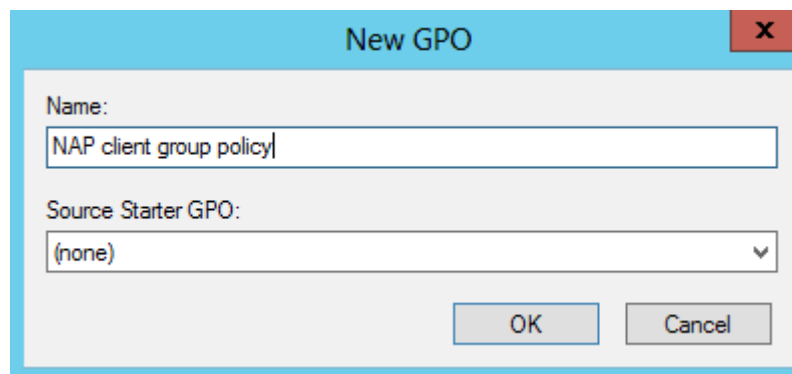 New GPO
x
Name:
NAP client group policy
Source Starter GPO:
(none)
OK Cancel